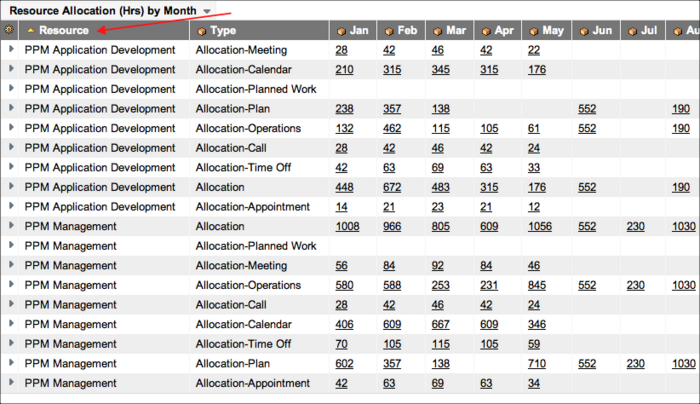 Resource Allocation (Hrs) by Month
Resource Type Jan Feb Mar Apr May Jun Jul Au
PPM Application Development Allocation-Meeting 28 42 46 42 22
PPM Application Development Allocation-Calendar 210 315 345 315 176
PPM Application Development Allocation-Planned Work
PPM Application Development Allocation-Plan 238 357 138 552 190
PPM Application Development Allocation-Operations 132 462 115 105 61 552 190
PPM Application Development Allocation-Call 28 42 46 42 24
PPM Application Development Allocation-Time Off 42 63 69 63 33
PPM Application Development Allocation 448 672 483 315 176 552 190
PPM Application Development Allocation-Appointment 14 21 23 21 12
PPM Management Allocation 1008 966 805 609 1056 552 230 1030
PPM Management Allocation-Planned Work
PPM Management Allocation-Meeting 56 84 92 84 46
PPM Management Allocation-Operations 580 588 253 231 845 552 230 1030
PPM Management Allocation-Call 28 42 46 42 24
PPM Management Allocation-Calendar 406 609 667 609 346
PPM Management Allocation-Time Off 70 105 115 105 59
PPM Management Allocation-Plan 602 357 138 710 552 230 1030
PPM Management Allocation-Appointment 42 63 69 63 34